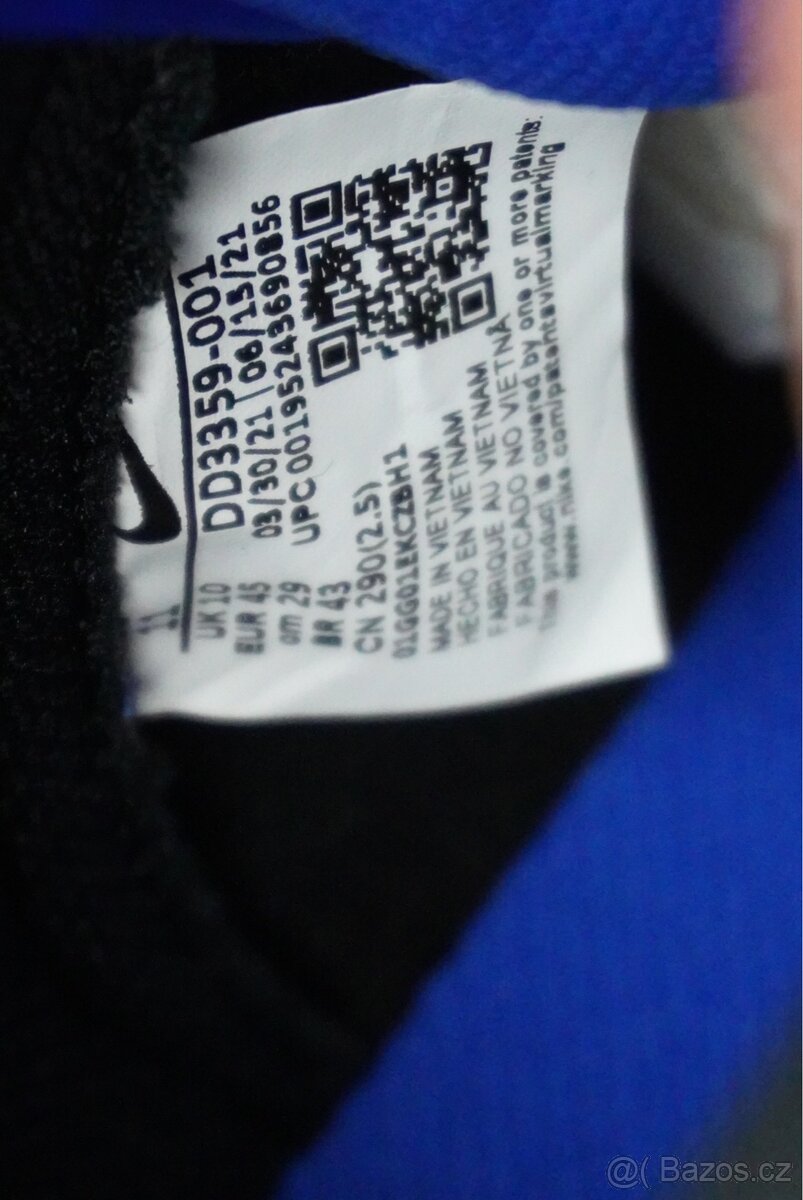 11
UK 10
EUR 45
cm 29
BR 43
CN 290(2.5)
DD3359-001
03/30/21 06/15/21
UPC 00195243690856
MADE IN VIETNAM
HECHO EN VIETNAM
FABRIQUE AU VIETNAM
FABRICADO NO VIETNÃ
This product is covered by one or more patents:
www.nike.com/patentsvirtualmarking
@( Bazos.cz